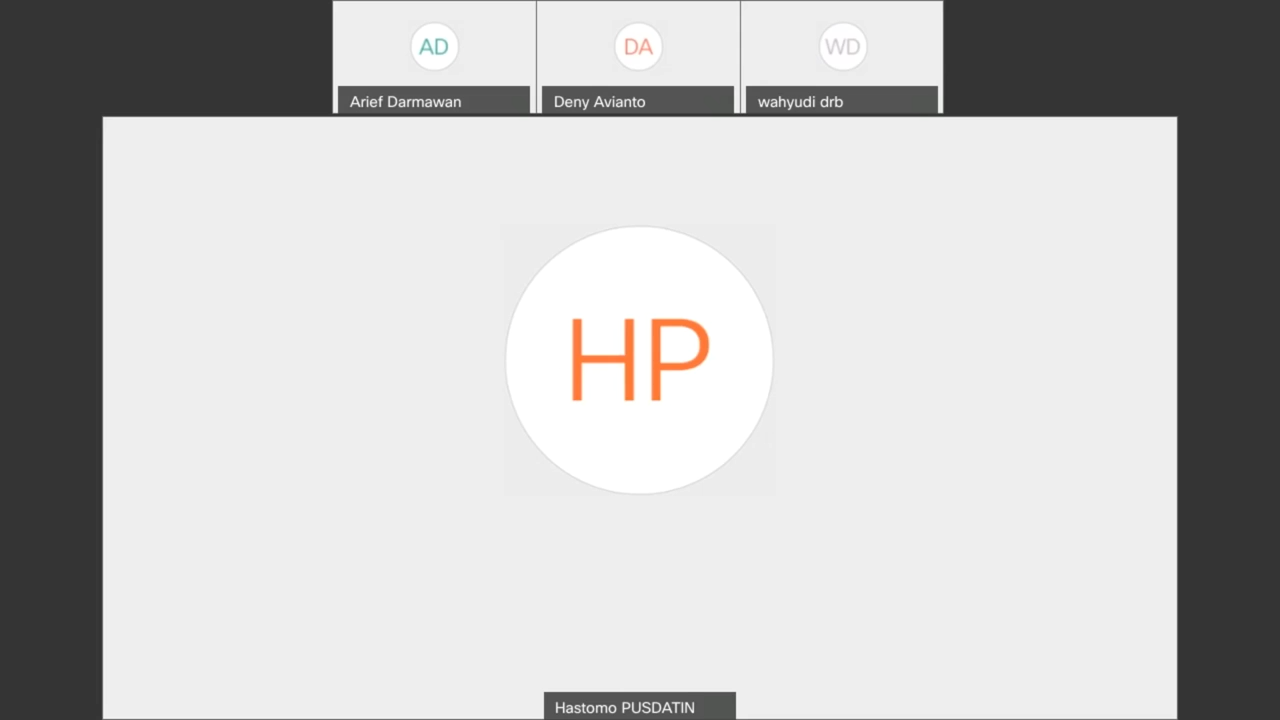 AD
Arief Darmawan
DA
Deny Avianto
WD
wahyudi drb
HP
Hastomo PUSDATIN